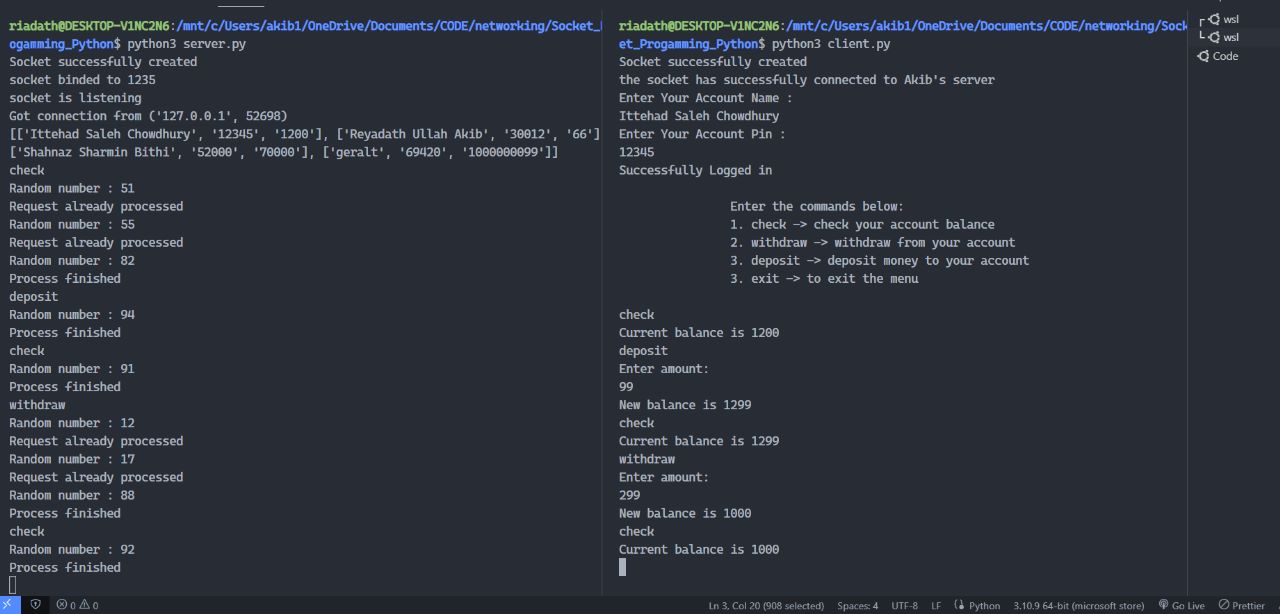 riadath@DESKTOP-V1NC2N6:/mnt/c/Users/akib1/OneDrive/Documents/CODE/networking/Socket_
ogamming_Python$ python3 server.py
Socket successfully created
socket binded to 1235
socket is listening
Got connection from ('127.0.0.1', 52698)
[['Ittehad Saleh Chowdhury', '12345', '1200'], ['Reyadath Ullah Akib', '30012', '66']
['Shahnaz Sharmin Bithi', '52000', '70000'], ['geralt', '69420', '1000000099']]
check
Random number : 51
Request already processed
Random number : 55
Request already processed
Random number : 82
Process finished
deposit
Random number : 94
Process finished
check
Random number : 91
Process finished
withdraw
Random number : 12
Request already processed
Random number : 17
Request already processed
Random number : 88
Process finished
check
Random number : 92
Process finished
riadath@DESKTOP-V1NC2N6:/mnt/c/Users/akib1/OneDrive/Documents/CODE/networking/Sock
et_Progamming_Python$ python3 client.py
Socket successfully created
the socket has successfully connected to Akib's server
Enter Your Account Name :
Ittehad Saleh Chowdhury
Enter Your Account Pin :
12345
Successfully Logged in
Enter the commands below:
1. check -> check your account balance
2. withdraw -> withdraw from your account
3. deposit -> deposit money to your account
3. exit -> to exit the menu
check
Current balance is 1200
deposit
Enter amount:
99
New balance is 1299
check
Current balance is 1299
withdraw
Enter amount:
299
New balance is 1000
check
Current balance is 1000
wsl
wsl
Code
0 0
Ln 3, Col 20 (908 selected) Spaces: 4 UTF-8 LF Python 3.10.9 64-bit (microsoft store) Go Live Prettier